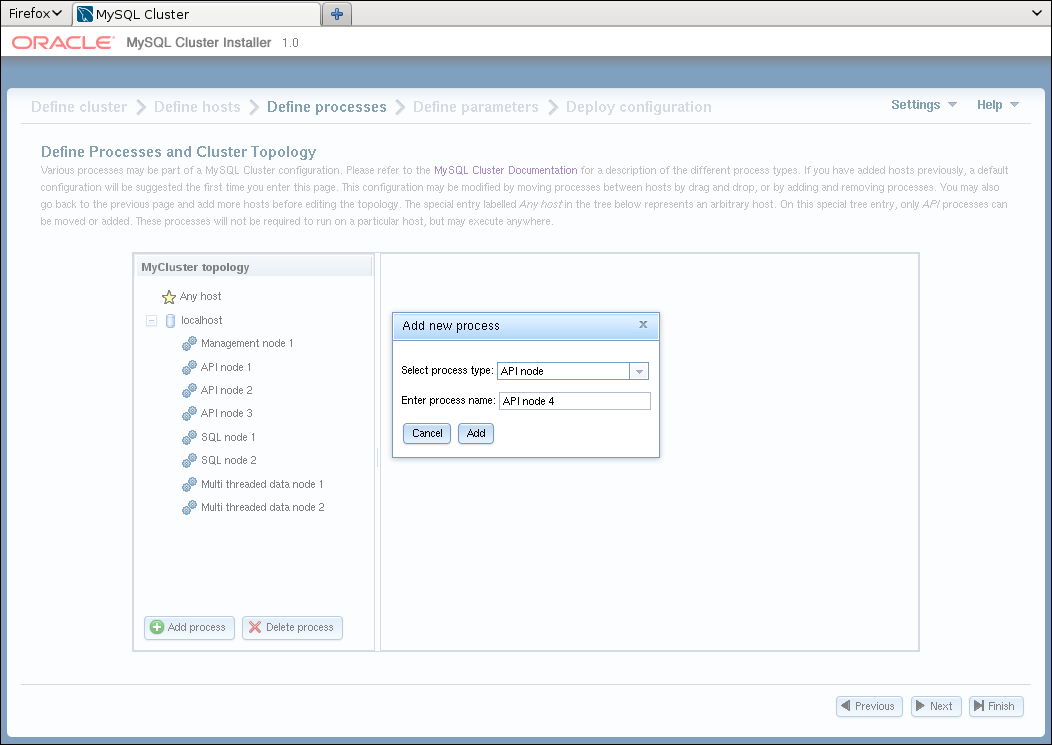 Firefox
MySQL Cluster
ORACLE® MySQL Cluster Installer 1.0
Define cluster Define hosts Define processes Define parameters Deploy configuration Settings Help
Define Processes and Cluster Topology
Various processes may be part of a MySQL Cluster configuration. Please refer to the MySQL Cluster Documentation for a description of the different process types. If you have added hosts previously, a default
configuration will be suggested the first time you enter this page. This configuration may be modified by moving processes between hosts by drag and drop, or by adding and removing processes. You may also
go back to the previous page and add more hosts before editing the topology. The special entry labelled Any host in the tree below represents an arbitrary host. On this special tree entry, only API processes can
be moved or added. These processes will not be required to run on a particular host, but may execute anywhere.
MyCluster topology
Any host
localhost
Management node 1
API node 1
API node 2
API node 3
SQL node 1
SQL node 2
Multi threaded data node 1
Multi threaded data node 2
Add process Delete process
Add new process x
Select process type: API node
Enter process name: API node 4
Cancel Add
Previous Next Finish